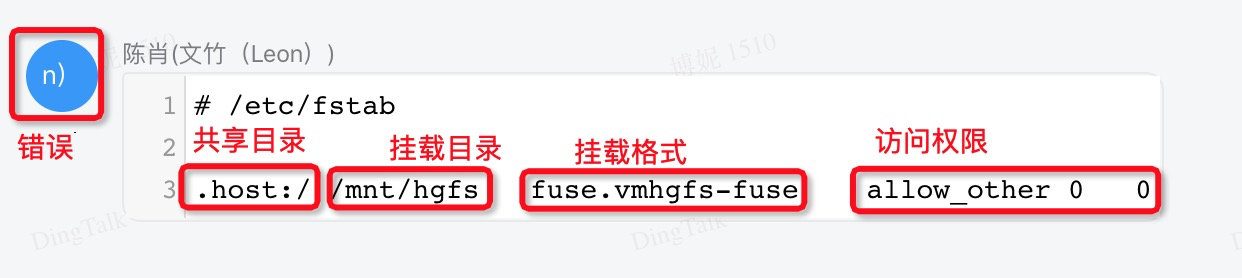 陈肖(文竹（Leon）)
n)
错误
1 # /etc/fstab
共享目录 挂载目录 挂载格式 访问权限
2
3 .host:/ /mnt/hgfs fuse.vmhgfs-fuse allow_other 0 0
博妮 1510
妮 1510
DingTalk
DingTalk